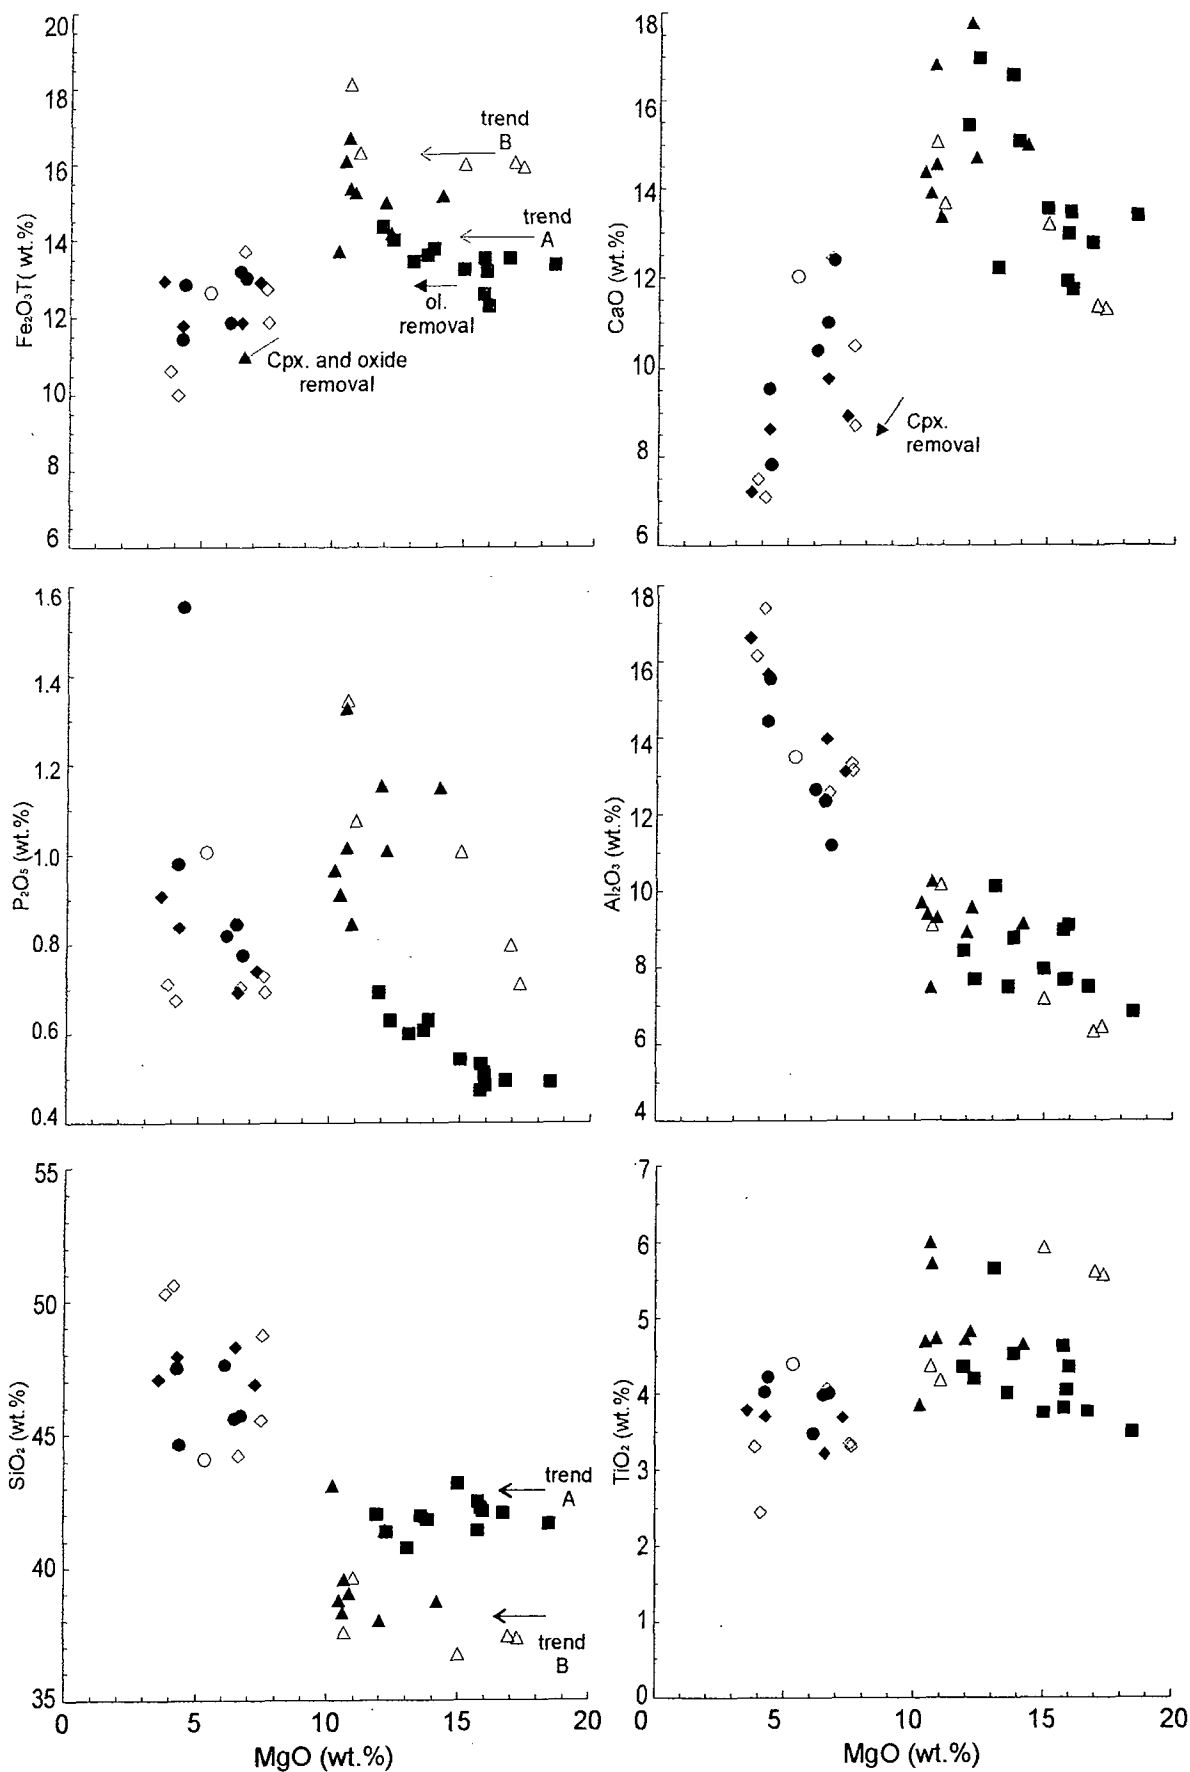 20
18
16
14
12
10
8
6
Fe₂O₃T( wt.%)
trend
B
trend
A
ol.
removal
Cpx. and oxide
removal
18
16
14
12
10
8
6
CaO (wt.%)
Cpx.
removal
1.6
1.4
1.2
1.0
0.8
0.6
0.4
P₂O₅ (wt.%)
18
16
14
12
10
8
6
4
Al₂O₃ (wt.%)
55
50
45
40
35
SiO₂ (wt.%)
trend
A
trend
B
0 5 10 15 20
MgO (wt.%)
7
6
5
4
3
2
1
0
TiO₂ (wt.%)
5 10 15 20
MgO (wt.%)